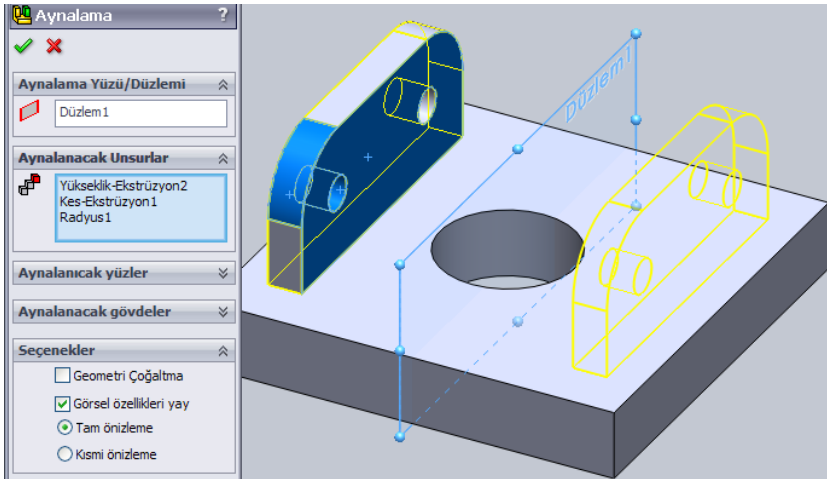 Aynalama ?
Aynalama Yüzü/Düzlemi
Düzlem1
Aynalanacak Unsurlar
Yükseklik-Ekstrüzyon2
Kes-Ekstrüzyon1
Radyus1
Aynalanıcak yüzler
Aynalanacak gövdeler
Seçenekler
Geometri Çoğaltma
Görsel özellikleri yay
Tam önizleme
Kısmi önizleme
Düzlem1